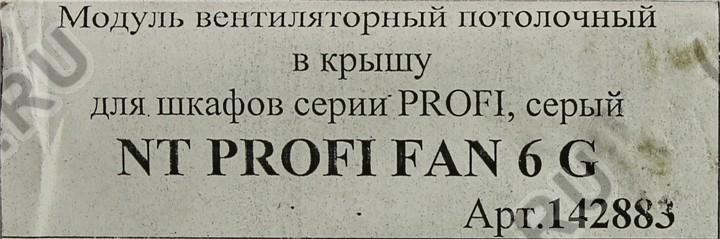 Модуль вентиляторный потолочный
в крышу
для шкафов серии PROFI, серый
NT PROFI FAN 6 G
Арт.142883